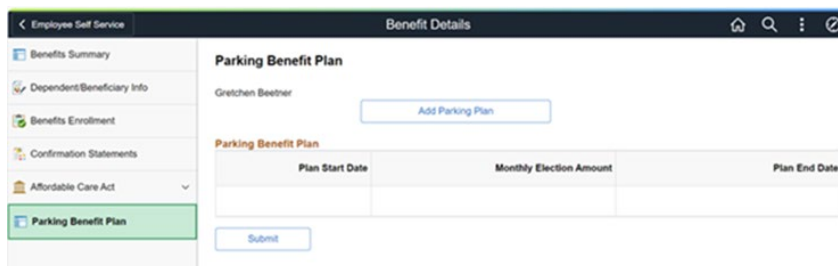 Employee Self Service
Benefit Details
Benefits Summary
Dependent/Beneficiary Info
Benefits Enrollment
Confirmation Statements
Affordable Care Act
Parking Benefit Plan
Parking Benefit Plan
Gretchen Beetner
Add Parking Plan
Parking Benefit Plan
Plan Start Date Monthly Election Amount Plan End Date
Submit